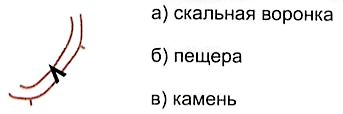 а) скальная воронка
б) пещера
в) камень